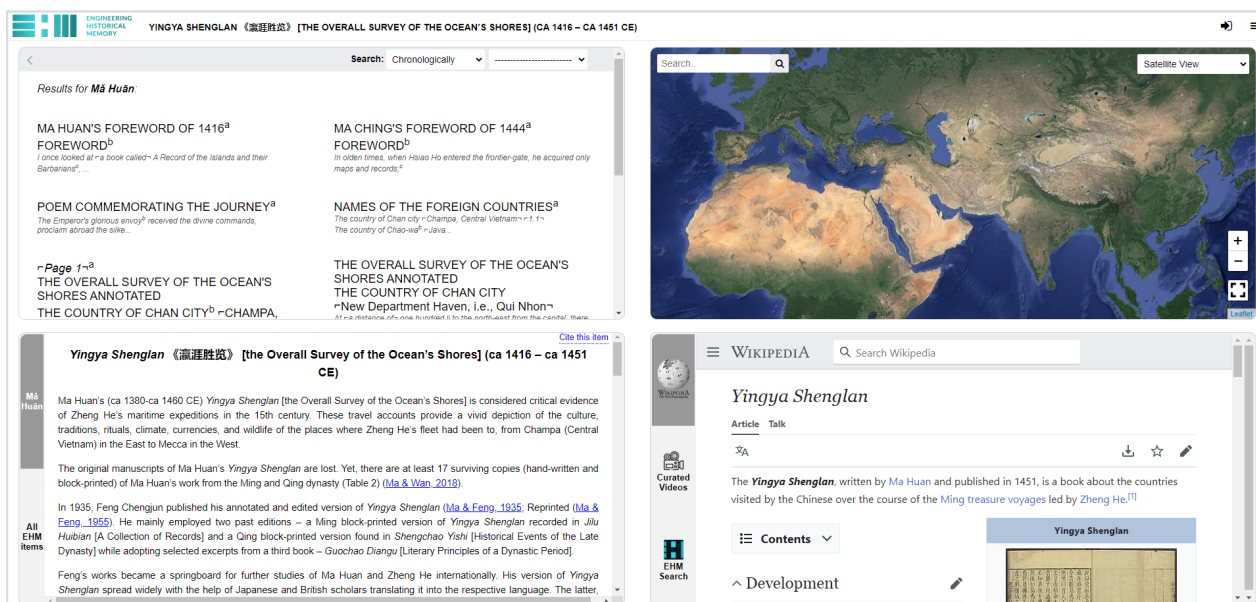 ENGINEERING
HISTORICAL
MEMORY
YINGYA SHENGLAN 《瀛涯胜览》 [THE OVERALL SURVEY OF THE OCEAN'S SHORES] (CA 1416 – CA 1451 CE)
Search: Chronologically --------------------------
Results for Mǎ Huān:
MA HUAN'S FOREWORD OF 1416a
FOREWORDb
I once looked at ⌐a book called¬ A Record of the Islands and their
Barbariansc, ...
MA CHING'S FOREWORD OF 1444a
FOREWORDb
In olden times, when Hsiao Ho entered the frontier-gate, he acquired only
maps and records,c
POEM COMMEMORATING THE JOURNEYa
The Emperor's glorious envoyb received the divine commands,
proclaim abroad the silke...
NAMES OF THE FOREIGN COUNTRIESa
The country of Chan city ⌐Champa, Central Vietnam¬ ⌐1.1¬
The country of Chao-wab ⌐Java...
⌐Page 1¬a
THE OVERALL SURVEY OF THE OCEAN'S
SHORES ANNOTATED
THE COUNTRY OF CHAN CITYb ⌐CHAMPA,
THE OVERALL SURVEY OF THE OCEAN'S
SHORES ANNOTATED
THE COUNTRY OF CHAN CITY
⌐New Department Haven, i.e., Qui Nhon¬
At ⌐a distance of¬ one hundred li to the north-east from the capital, there
Search..
Satellite View
+
−
Leaflet
Cite this item
Mǎ
Huān
All
EHM
items
Yingya Shenglan 《瀛涯胜览》 [the Overall Survey of the Ocean's Shores] (ca 1416 – ca 1451
CE)
Ma Huan's (ca 1380-ca 1460 CE) Yingya Shenglan [the Overall Survey of the Ocean's Shores] is considered critical evidence
of Zheng He's maritime expeditions in the 15th century. These travel accounts provide a vivid depiction of the culture,
traditions, rituals, climate, currencies, and wildlife of the places where Zheng He's fleet had been to, from Champa (Central
Vietnam) in the East to Mecca in the West.
The original manuscripts of Ma Huan's Yingya Shenglan are lost. Yet, there are at least 17 surviving copies (hand-written and
block-printed) of Ma Huan's work from the Ming and Qing dynasty (Table 2) (Ma & Wan, 2018).
In 1935, Feng Chengjun published his annotated and edited version of Yingya Shenglan (Ma & Feng, 1935; Reprinted (Ma &
Feng, 1955). He mainly employed two past editions – a Ming block-printed version of Yingya Shenglan recorded in Jilu
Huibian [A Collection of Records] and a Qing block-printed version found in Shengchao Yishi [Historical Events of the Late
Dynasty] while adopting selected excerpts from a third book – Guochao Diangu [Literary Principles of a Dynastic Period].
Feng's works became a springboard for further studies of Ma Huan and Zheng He internationally. His version of Yingya
Shenglan spread widely with the help of Japanese and British scholars translating it into the respective language. The latter,
WIKIPEDIA
Curated
Videos
EHM
Search
WIKIPEDIA
Search Wikipedia
Yingya Shenglan
Article Talk
The Yingya Shenglan, written by Ma Huan and published in 1451, is a book about the countries
visited by the Chinese over the course of the Ming treasure voyages led by Zheng He.[1]
Contents
Development
Yingya Shenglan